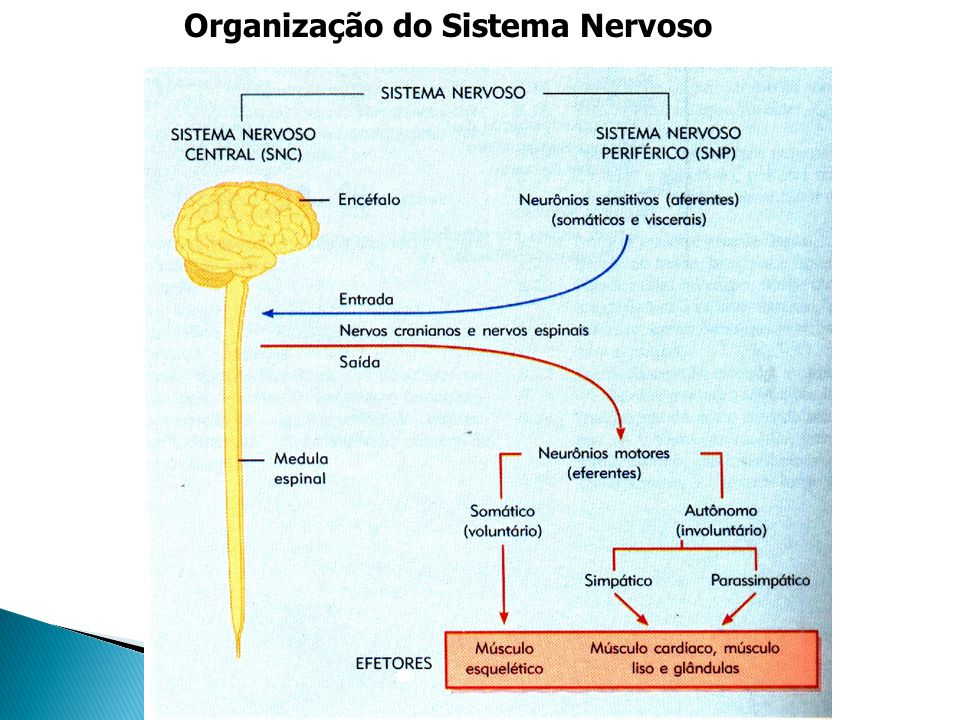 Organização do Sistema Nervoso
SISTEMA NERVOSO
SISTEMA NERVOSO
CENTRAL (SNC)
SISTEMA NERVOSO
PERIFÉRICO (SNP)
Encéfalo
Neurônios sensitivos (aferentes)
(somáticos e viscerais)
Entrada
Nervos cranianos e nervos espinais
Saída
Medula
espinal
Neurônios motores
(eferentes)
Somático
(voluntário)
Autônomo
(involuntário)
Simpático
Parassimpático
EFETORES
Músculo
esquelético
Músculo cardíaco, músculo
liso e glândulas